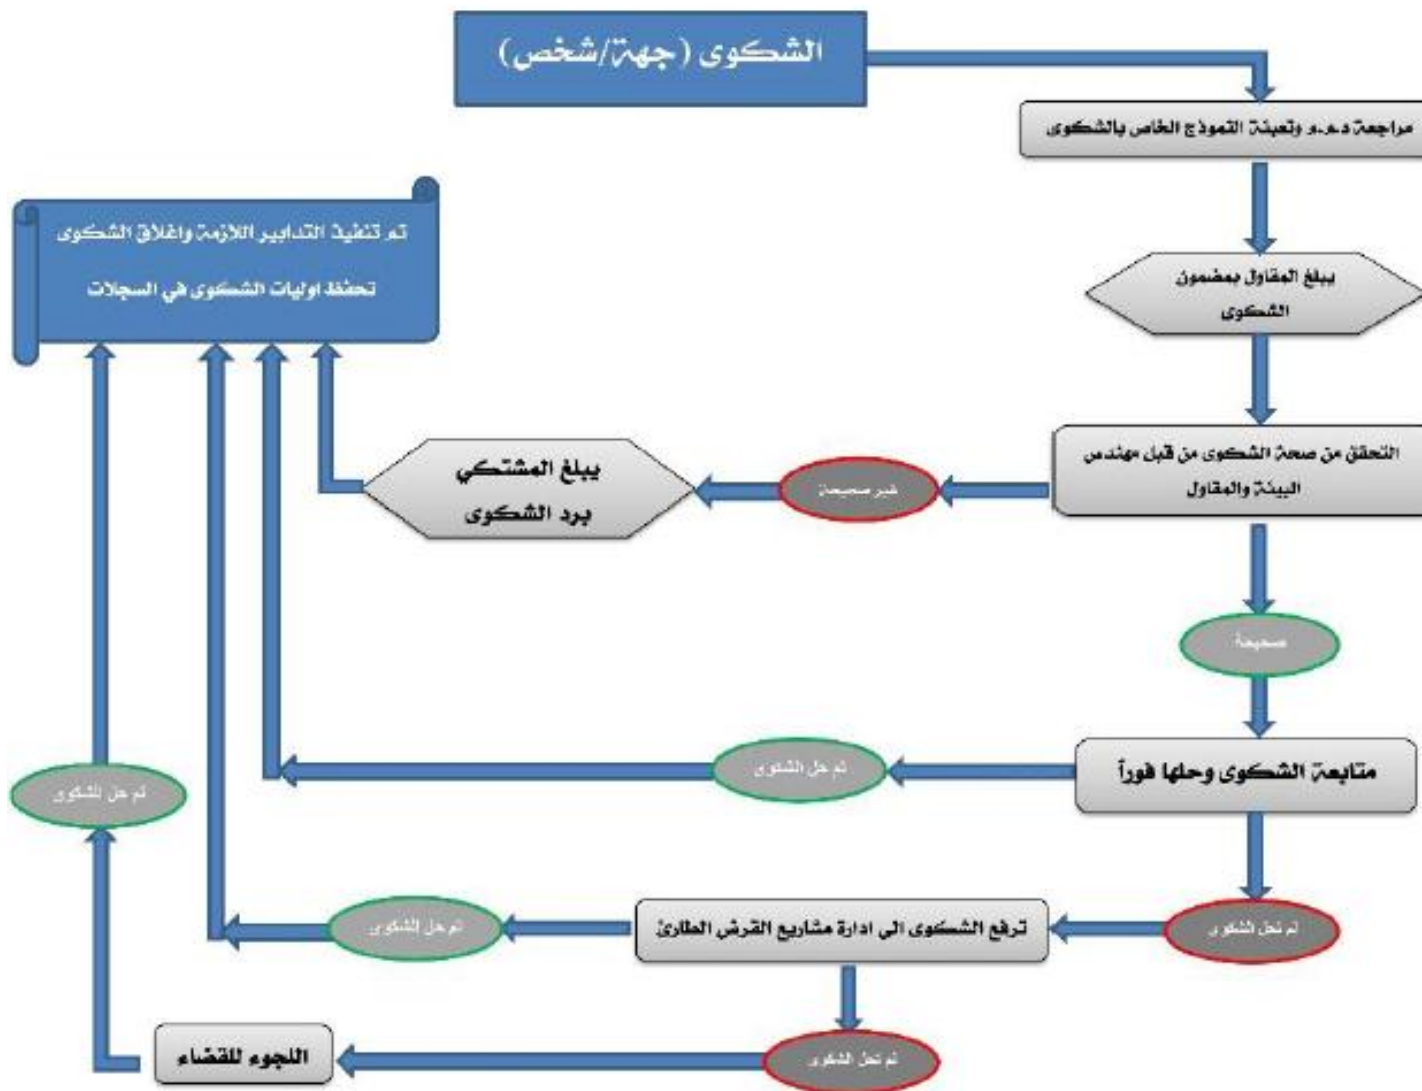 الشكوى (جهة/شخص)
مراجعة د.م.م وتعبئة النموذج الخاص بالشكوى
يبلغ المقاول بمضمون
الشكوى
التحقق من صحة الشكوى من قبل مهندس
البيئة والمقاول
غير صحيحة
يبلغ المشتكي
برد الشكوى
تم تنفيذ التدابير اللازمة واغلاق الشكوى
تحفظ اوليات الشكوى في السجلات
صحيحة
متابعة الشكوى وحلها فوراً
تم حل الشكوى
تم حل الشكوى
لم تحل الشكوى
ترفع الشكوى الى ادارة مشاريع القرض الطارئ
تم حل الشكوى
لم تحل الشكوى
اللجوء للقضاء